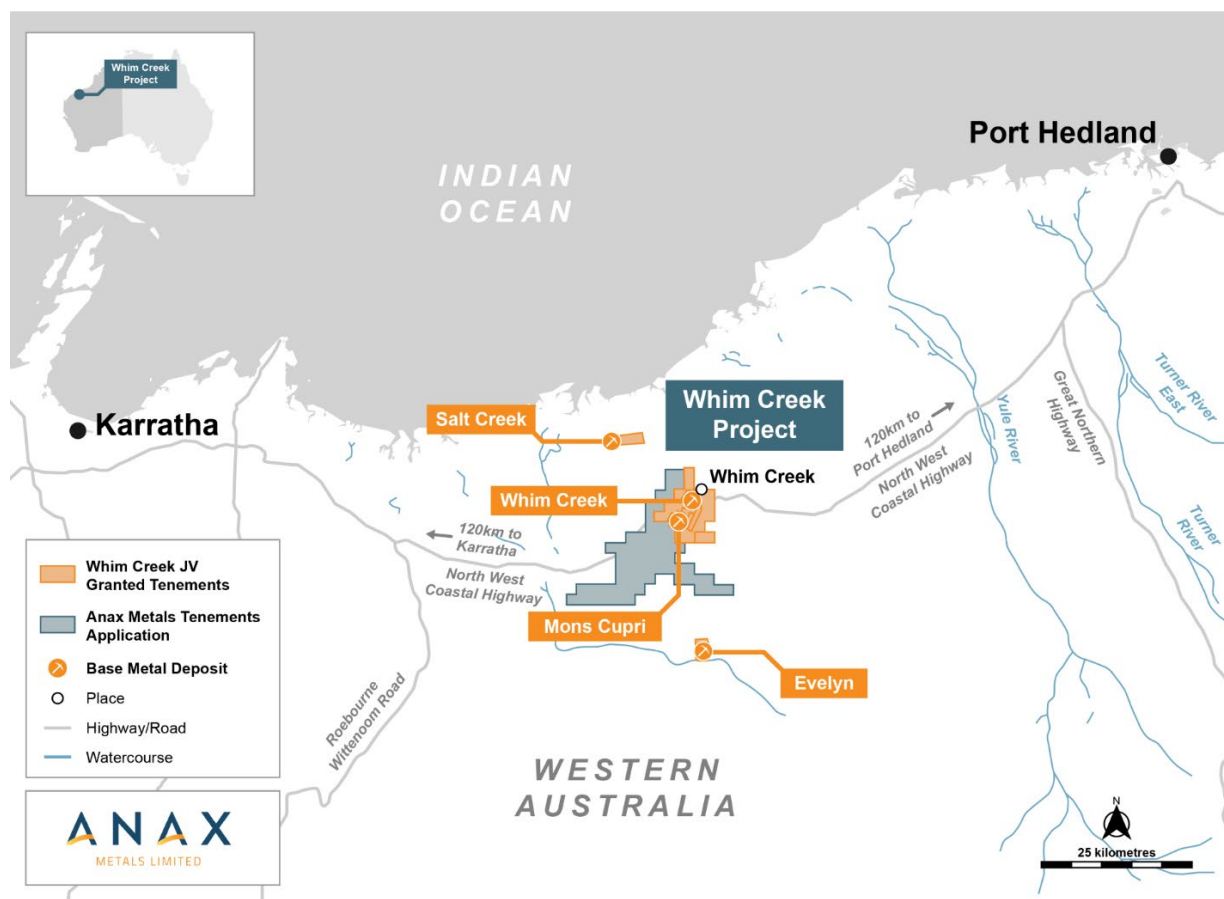 Whim Creek
Project
Port Hedland
INDIAN
OCEAN
Karratha
Salt Creek
Whim Creek
Project
Whim Creek
Whim Creek
120km to
Port Hedland
North West
Coastal Highway
Yule River
Great Northern
Highway
Turner River
East
Turner
River
120km to
Karratha
North West
Coastal Highway
Mons Cupri
Evelyn
Roebourne
Wittenoom Road
Whim Creek JV
Granted Tenements
Anax Metals Tenements
Application
Base Metal Deposit
Place
Highway/Road
Watercourse
WESTERN
AUSTRALIA
ANAX
METALS LIMITED
N
25 kilometres